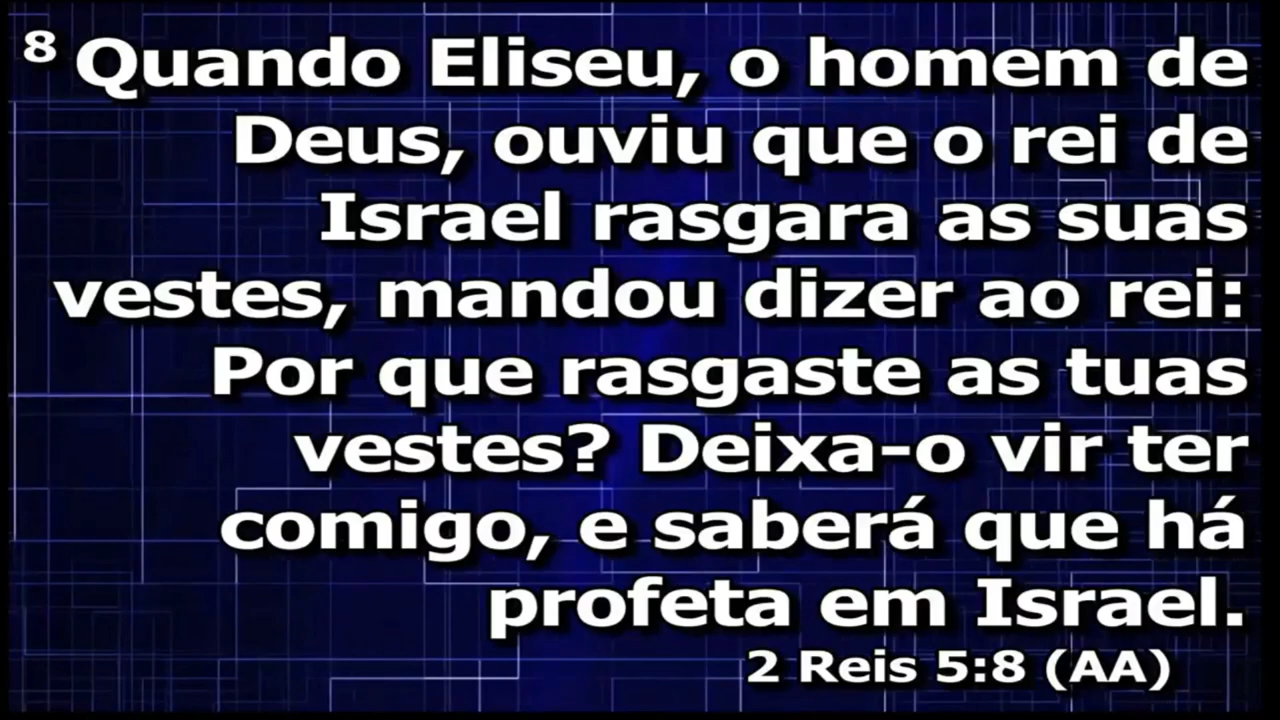 8 Quando Eliseu, o homem de
Deus, ouviu que o rei de
Israel rasgara as suas
vestes, mandou dizer ao rei:
Por que rasgaste as tuas
vestes? Deixa-o vir ter
comigo, e saberá que há
profeta em Israel.
2 Reis 5:8 (AA)